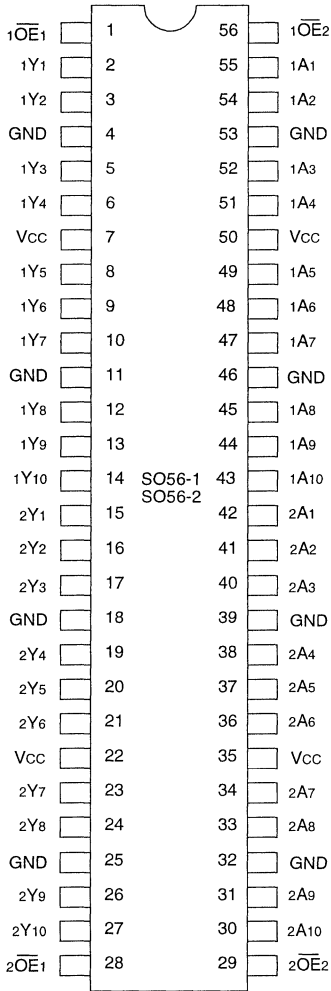 1OE1 1 56 1OE2
1Y1 2 55 1A1
1Y2 3 54 1A2
GND 4 53 GND
1Y3 5 52 1A3
1Y4 6 51 1A4
VCC 7 50 VCC
1Y5 8 49 1A5
1Y6 9 48 1A6
1Y7 10 47 1A7
GND 11 46 GND
1Y8 12 45 1A8
1Y9 13 44 1A9
1Y10 14 SO56-1 43 1A10
SO56-2
2Y1 15 42 2A1
2Y2 16 41 2A2
2Y3 17 40 2A3
GND 18 39 GND
2Y4 19 38 2A4
2Y5 20 37 2A5
2Y6 21 36 2A6
VCC 22 35 VCC
2Y7 23 34 2A7
2Y8 24 33 2A8
GND 25 32 GND
2Y9 26 31 2A9
2Y10 27 30 2A10
2OE1 28 29 2OE2